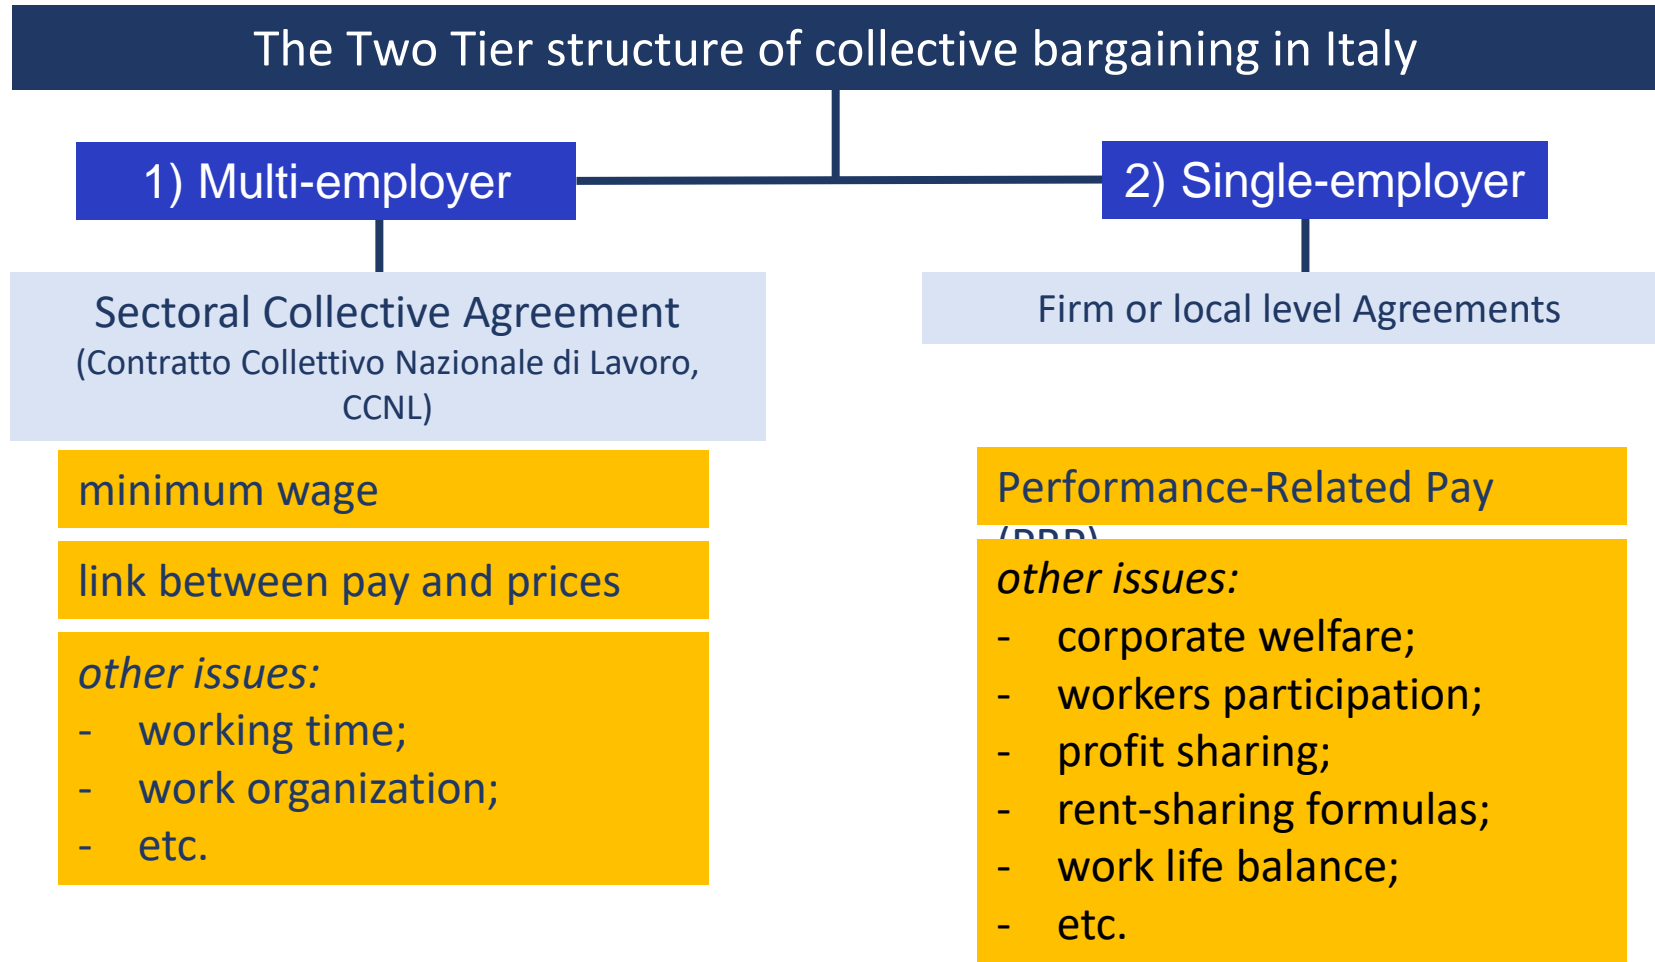 The Two Tier structure of collective bargaining in Italy
1) Multi-employer
Sectoral Collective Agreement
(Contratto Collettivo Nazionale di Lavoro,
CCNL)
minimum wage
link between pay and prices
other issues:
- working time;
- work organization;
- etc.
2) Single-employer
Firm or local level Agreements
Performance-Related Pay
(PRP)
other issues:
- corporate welfare;
- workers participation;
- profit sharing;
- rent-sharing formulas;
- work life balance;
- etc.